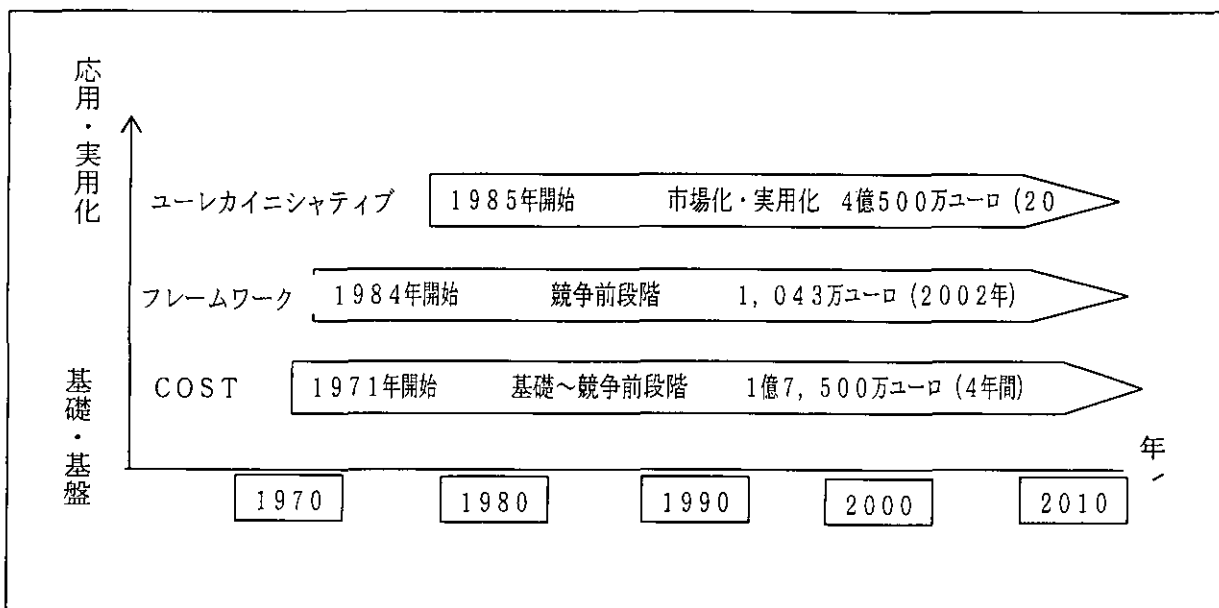 応用・実用化
ユーレカイニシャティブ 1985年開始 市場化・実用化 4億500万ユーロ (20
フレームワーク 1984年開始 競争前段階 1,043万ユーロ (2002年)
COST 1971年開始 基礎~競争前段階 1億7,500万ユーロ (4年間)
基礎・基盤
年
1970 1980 1990 2000 2010